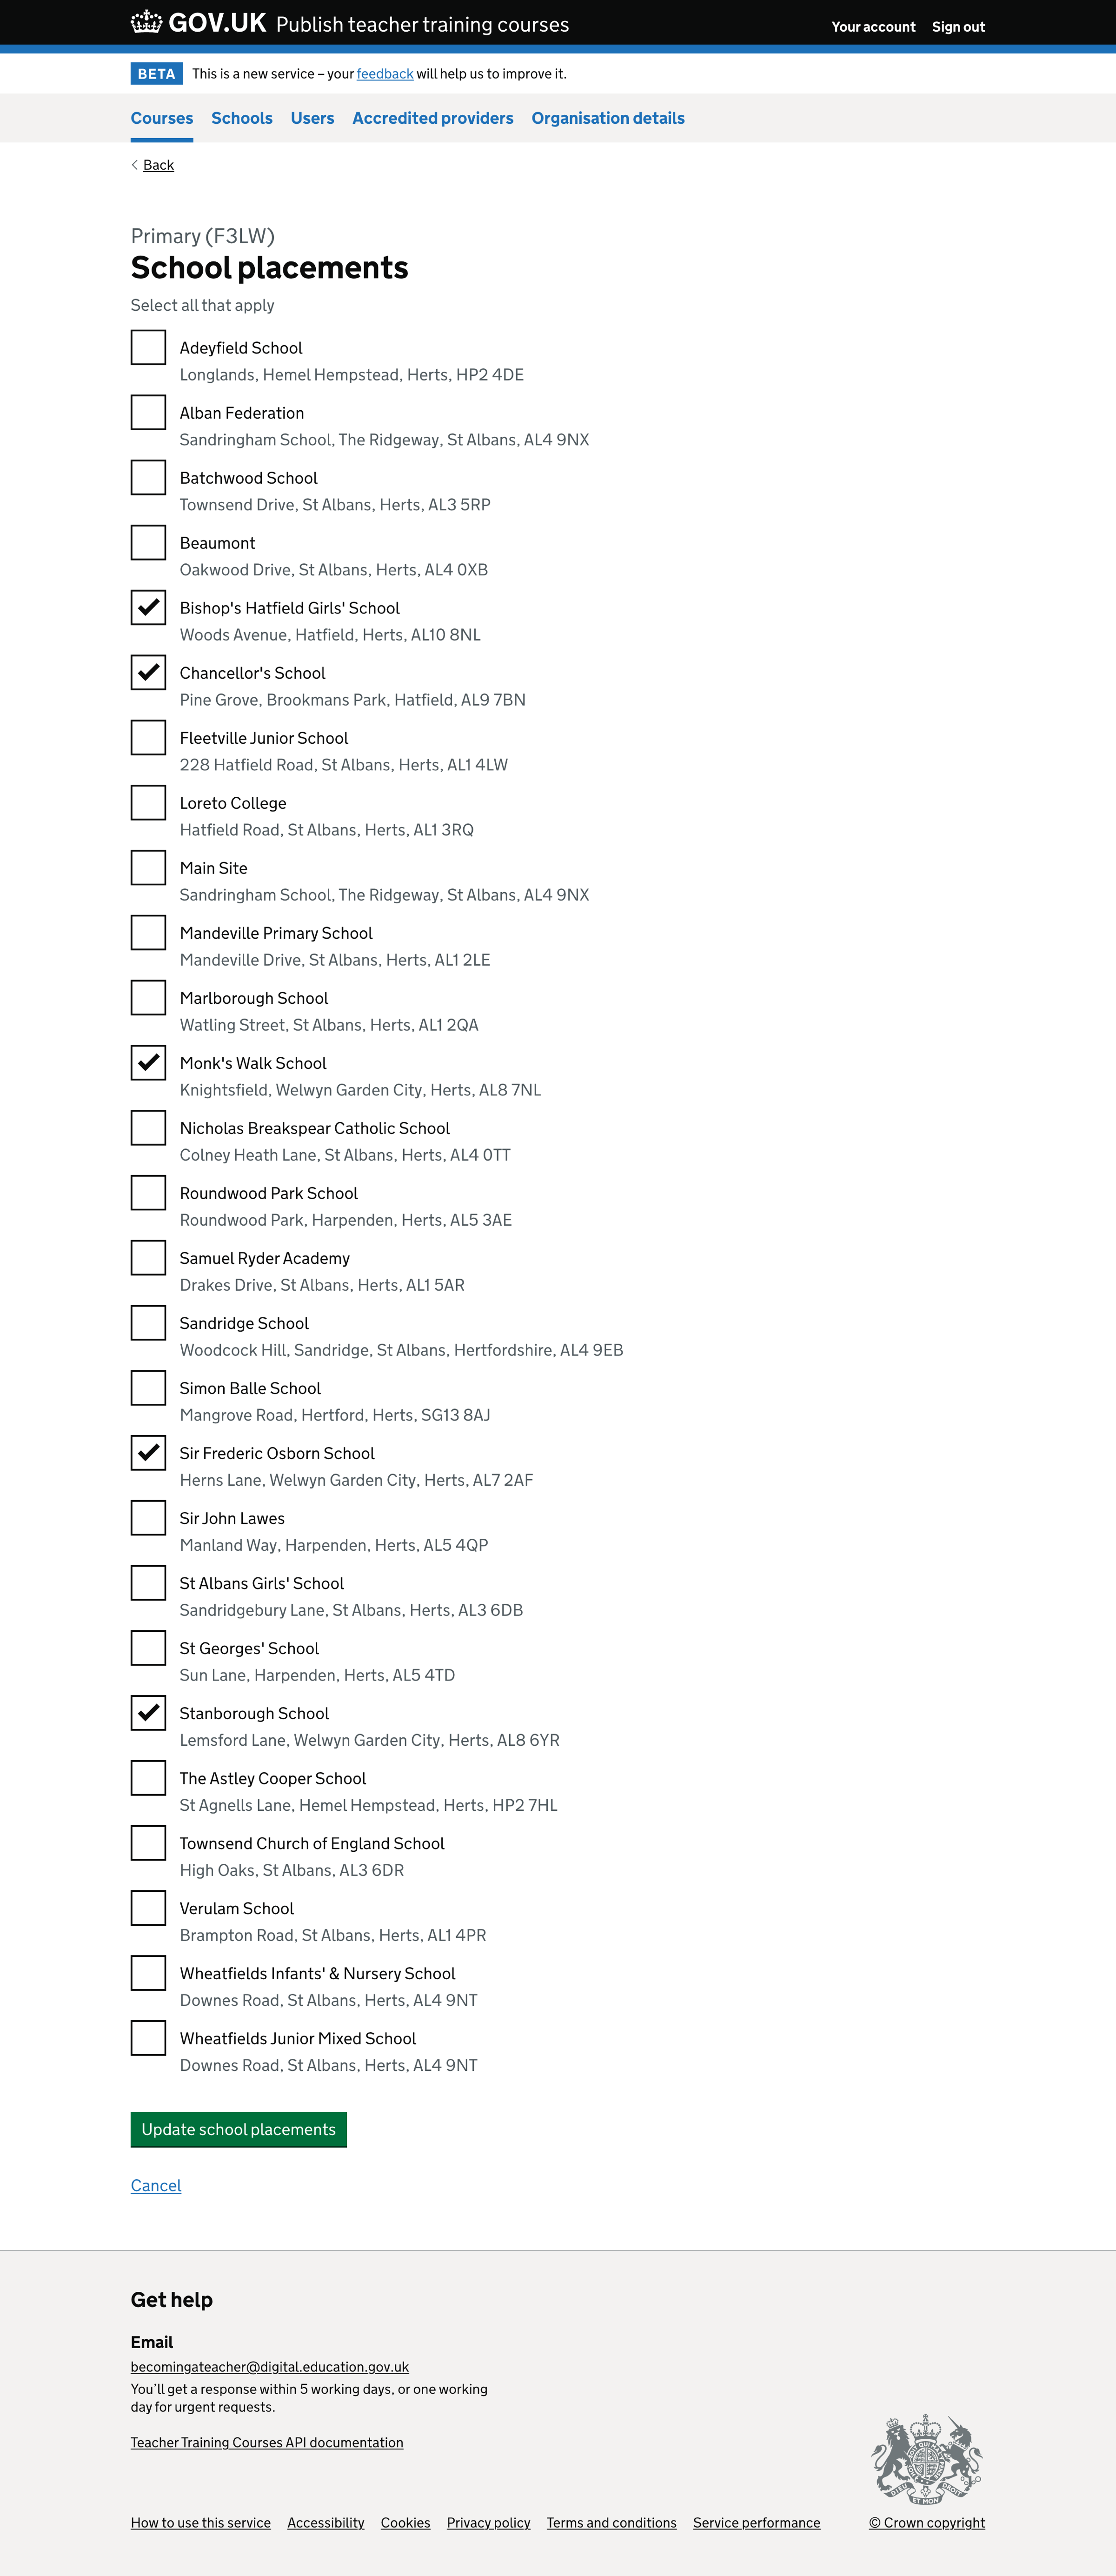 GOV.UK Publish teacher training courses
Your account Sign out
BETA This is a new service – your feedback will help us to improve it.
Courses Schools Users Accredited providers Organisation details
Back
Primary (F3LW)
School placements
Select all that apply
Adeyfield School
Longlands, Hemel Hempstead, Herts, HP2 4DE
Alban Federation
Sandringham School, The Ridgeway, St Albans, AL4 9NX
Batchwood School
Townsend Drive, St Albans, Herts, AL3 5RP
Beaumont
Oakwood Drive, St Albans, Herts, AL4 0XB
Bishop's Hatfield Girls' School
Woods Avenue, Hatfield, Herts, AL10 8NL
Chancellor's School
Pine Grove, Brookmans Park, Hatfield, AL9 7BN
Fleetville Junior School
228 Hatfield Road, St Albans, Herts, AL1 4LW
Loreto College
Hatfield Road, St Albans, Herts, AL1 3RQ
Main Site
Sandringham School, The Ridgeway, St Albans, AL4 9NX
Mandeville Primary School
Mandeville Drive, St Albans, Herts, AL1 2LE
Marlborough School
Watling Street, St Albans, Herts, AL1 2QA
Monk's Walk School
Knightsfield, Welwyn Garden City, Herts, AL8 7NL
Nicholas Breakspear Catholic School
Colney Heath Lane, St Albans, Herts, AL4 0TT
Roundwood Park School
Roundwood Park, Harpenden, Herts, AL5 3AE
Samuel Ryder Academy
Drakes Drive, St Albans, Herts, AL1 5AR
Sandridge School
Woodcock Hill, Sandridge, St Albans, Hertfordshire, AL4 9EB
Simon Balle School
Mangrove Road, Hertford, Herts, SG13 8AJ
Sir Frederic Osborn School
Herns Lane, Welwyn Garden City, Herts, AL7 2AF
Sir John Lawes
Manland Way, Harpenden, Herts, AL5 4QP
St Albans Girls' School
Sandridgebury Lane, St Albans, Herts, AL3 6DB
St Georges' School
Sun Lane, Harpenden, Herts, AL5 4TD
Stanborough School
Lemsford Lane, Welwyn Garden City, Herts, AL8 6YR
The Astley Cooper School
St Agnells Lane, Hemel Hempstead, Herts, HP2 7HL
Townsend Church of England School
High Oaks, St Albans, AL3 6DR
Verulam School
Brampton Road, St Albans, Herts, AL1 4PR
Wheatfields Infants' & Nursery School
Downes Road, St Albans, Herts, AL4 9NT
Wheatfields Junior Mixed School
Downes Road, St Albans, Herts, AL4 9NT
Update school placements
Cancel
Get help
Email
becomingateacher@digital.education.gov.uk
You’ll get a response within 5 working days, or one working
day for urgent requests.
Teacher Training Courses API documentation
How to use this service Accessibility Cookies Privacy policy Terms and conditions Service performance
© Crown copyright